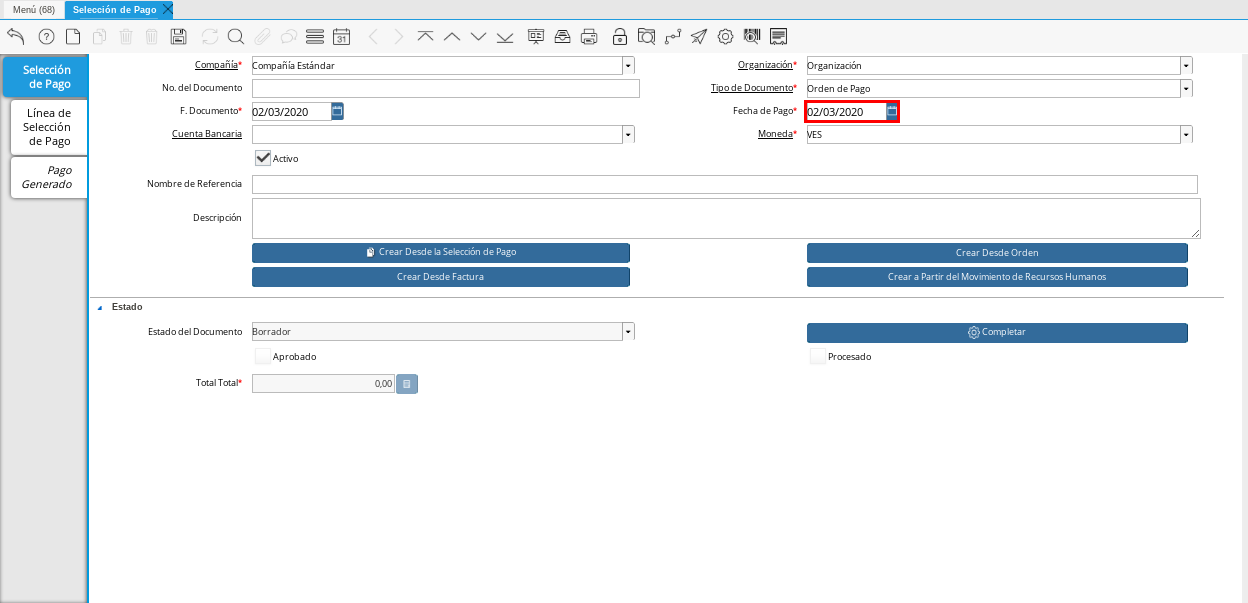 Menú (68)
Selección de Pago
31
Selección de Pago
Línea de Selección de Pago
Pago Generado
Compañía* Compañía Estándar
Organización* Organización
No. del Documento
Tipo de Documento* Orden de Pago
F. Documento* 02/03/2020
Fecha de Pago* 02/03/2020
Cuenta Bancaria
Moneda* VES
Activo
Nombre de Referencia
Descripción
Crear Desde la Selección de Pago
Crear Desde Orden
Crear Desde Factura
Crear a Partir del Movimiento de Recursos Humanos
Estado
Estado del Documento Borrador
Completar
Aprobado
Procesado
Total Total* 0,00